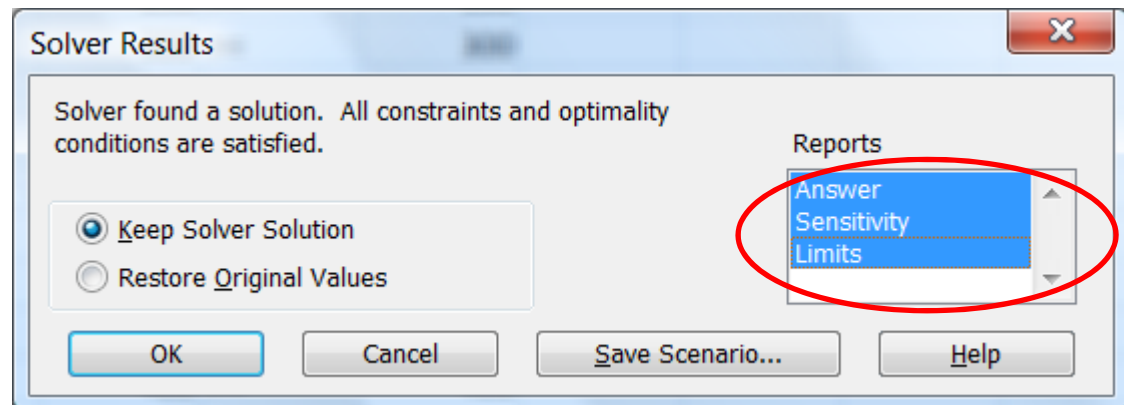 Solver Results
Solver found a solution. All constraints and optimality
conditions are satisfied.
Reports
Answer
Sensitivity
Limits
Keep Solver Solution
Restore Original Values
OK
Cancel
Save Scenario...
Help